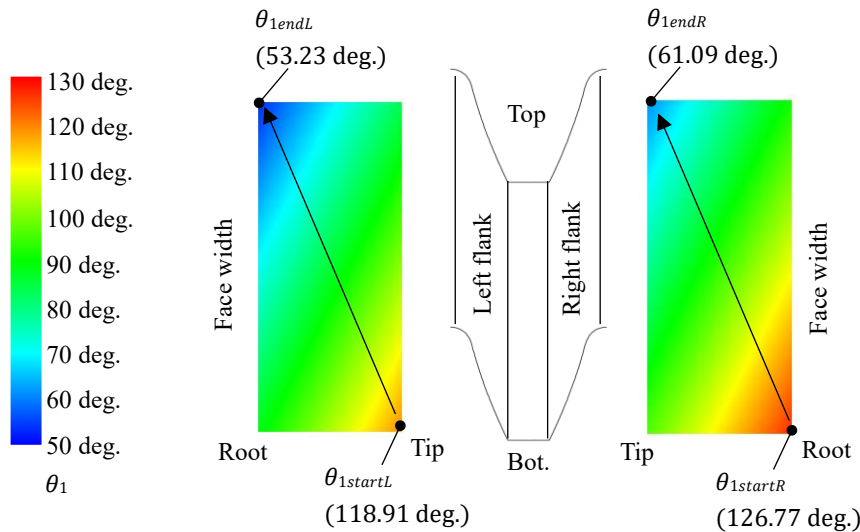 θ1endL
(53.23 deg.)
θ1endR
(61.09 deg.)
130 deg.
120 deg.
110 deg.
100 deg.
90 deg.
80 deg.
70 deg.
60 deg.
50 deg.
θ1
Face width
Root
Tip
θ1startL
(118.91 deg.)
Top
Left flank
Right flank
Bot.
Face width
Tip
Root
θ1startR
(126.77 deg.)